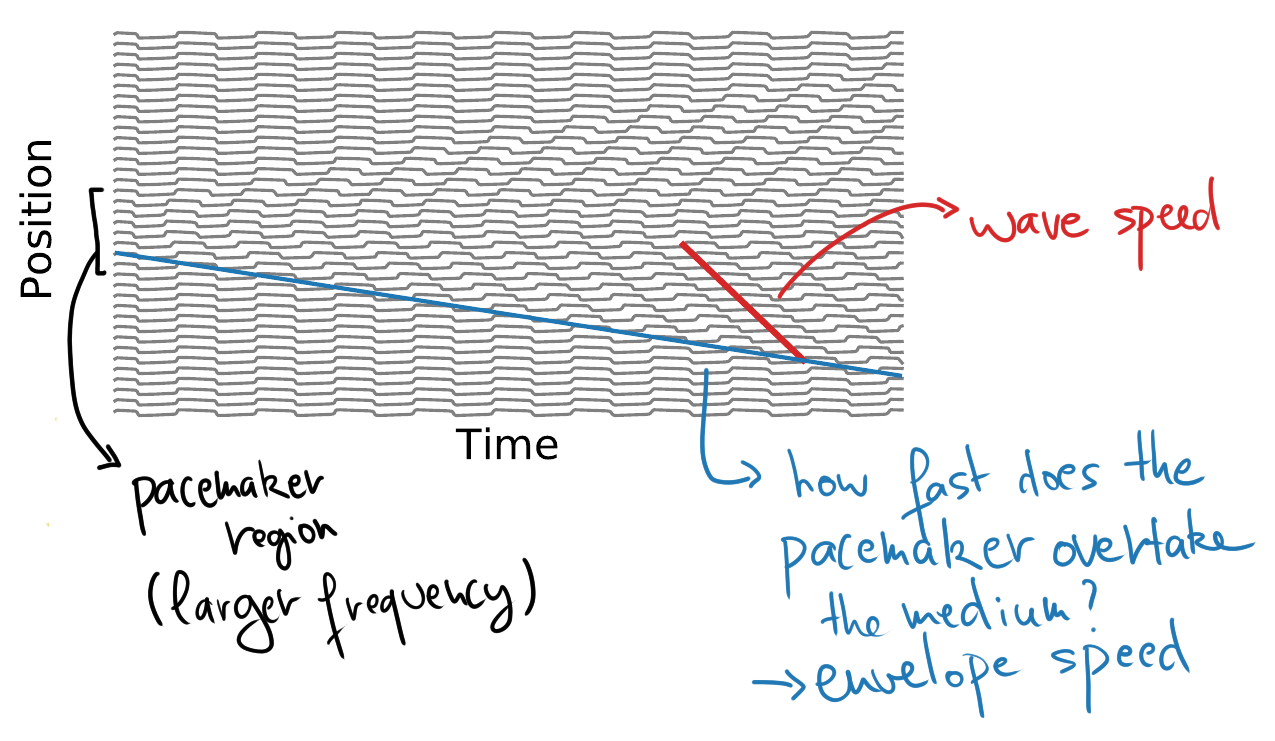 Position
Time
wave speed
pacemaker
region
(larger frequency)
how fast does the
pacemaker overtake
the medium?
→ envelope speed